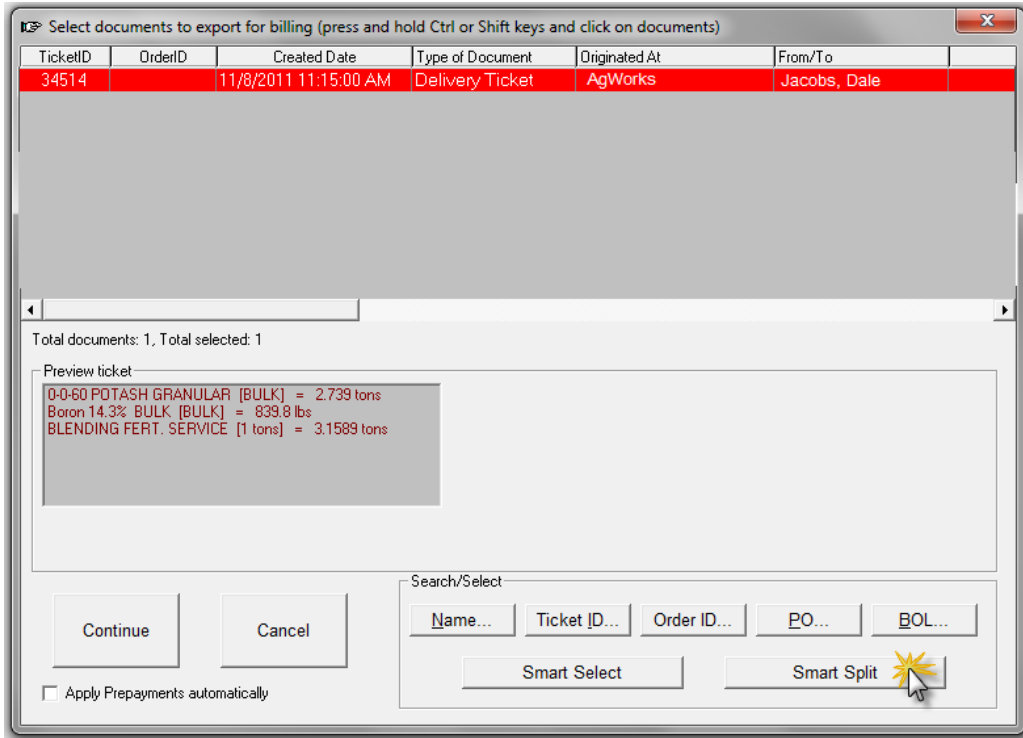 Select documents to export for billing (press and hold Ctrl or Shift keys and click on documents)
TicketID OrderID Created Date Type of Document Originated At From/To
34514 11/8/2011 11:15:00 AM Delivery Ticket AgWorks Jacobs, Dale
Total documents: 1, Total selected: 1
Preview ticket
0-0-60 POTASH GRANULAR [BULK] = 2.739 tons
Boron 14.3% BULK [BULK] = 839.8 lbs
BLENDING FERT. SERVICE [1 tons] = 3.1589 tons
Search/Select
Continue Cancel Name... Ticket ID... Order ID... PO... BOL...
Smart Select Smart Split
Apply Prepayments automatically